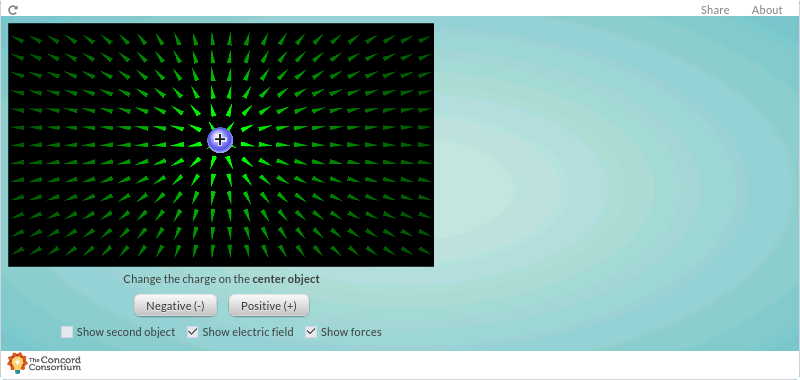 Share About
+
Change the charge on the center object
Negative (-) Positive (+)
Show second object Show electric field Show forces
The Concord
Consortium